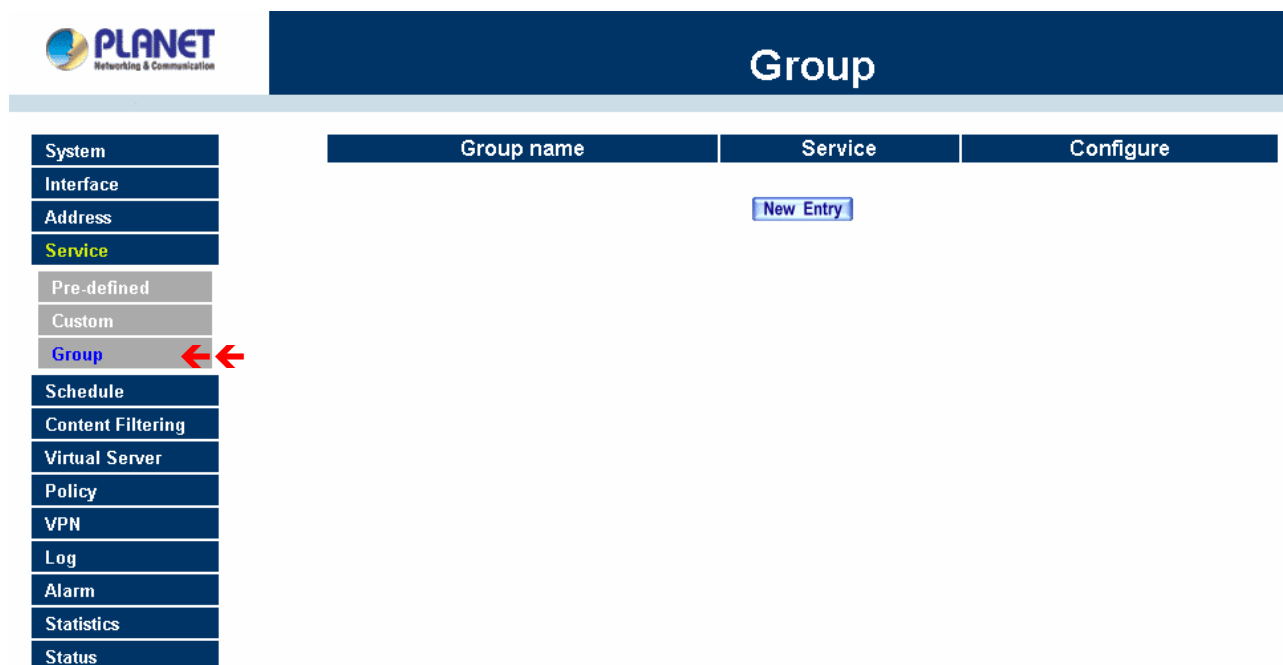 PLANET
Networking & Communication
Group
System
Interface
Address
Service
Pre-defined
Custom
Group
Schedule
Content Filtering
Virtual Server
Policy
VPN
Log
Alarm
Statistics
Status
Group name Service Configure
New Entry